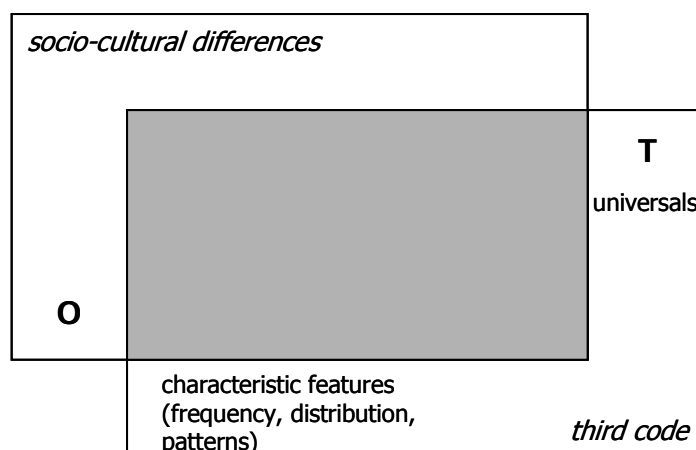 socio-cultural differences
T
universals
O
characteristic features
(frequency, distribution,
patterns)
third code